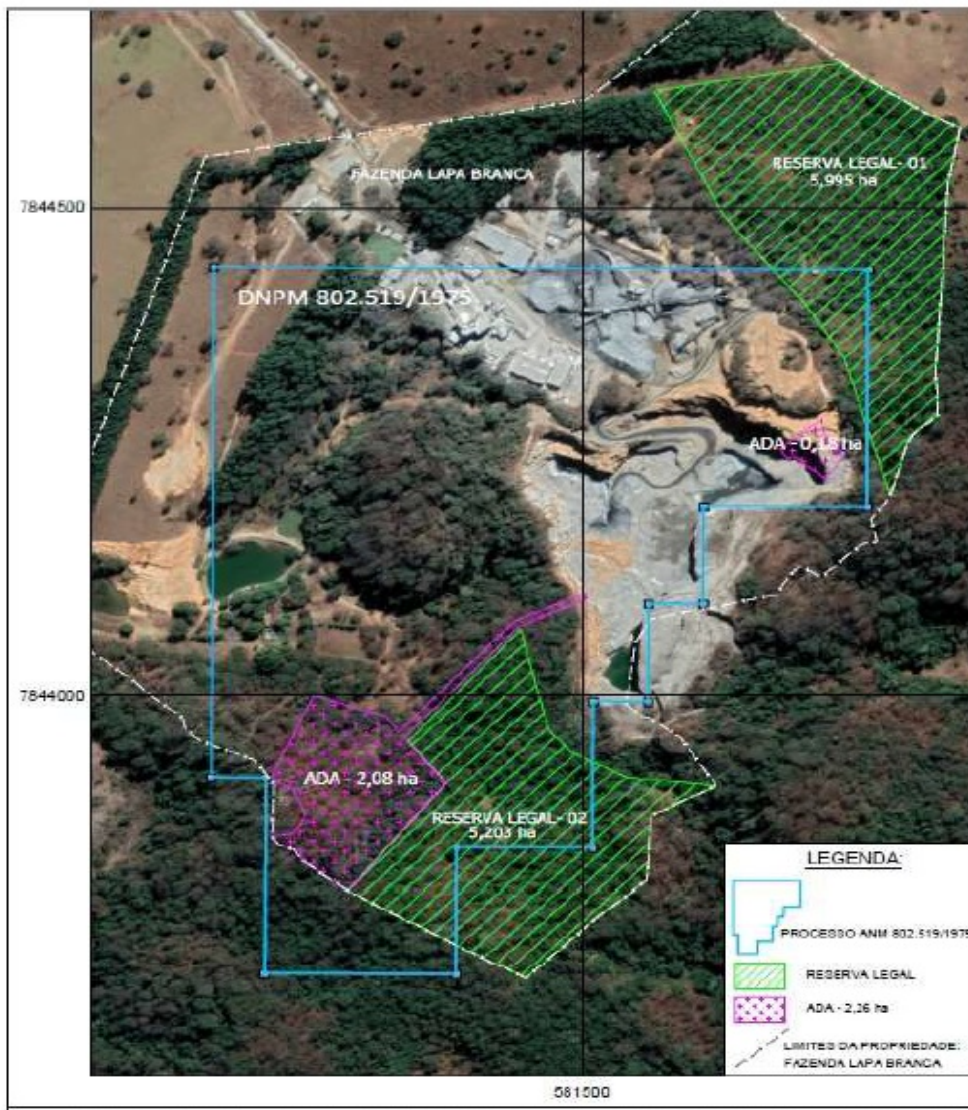 RESERVA LEGAL- 01
5,995 ha
FAZENDA LAPA BRANCA
7844500
DNPM 802.519/1975
ADA - 0,18 ha
7844000
ADA - 2,08 ha
RESERVA LEGAL- 02
5,203 ha
LEGENDA:
PROCESSO ANM 802.519/1975
RESERVA LEGAL
ADA - 2,26 ha
LIMITES DA PROPRIEDADE:
FAZENDA LAPA BRANCA
581500